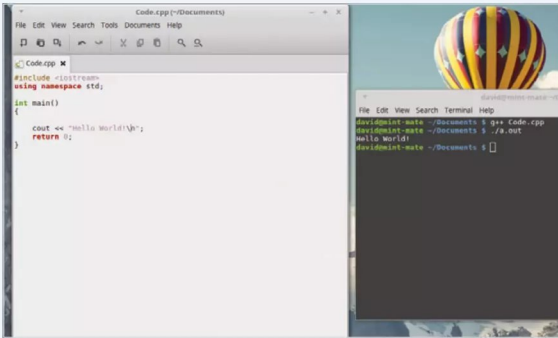 Code.cpp (~/Documents)
File Edit View Search Tools Documents Help
Code.cpp
#include <iostream>
using namespace std;
int main()
{
cout << "Hello World!\n";
return 0;
}
File Edit View Search Terminal Help
david@mint-mate ~/Documents $ g++ Code.cpp
david@mint-mate ~/Documents $ ./a.out
Hello World!
david@mint-mate ~/Documents $